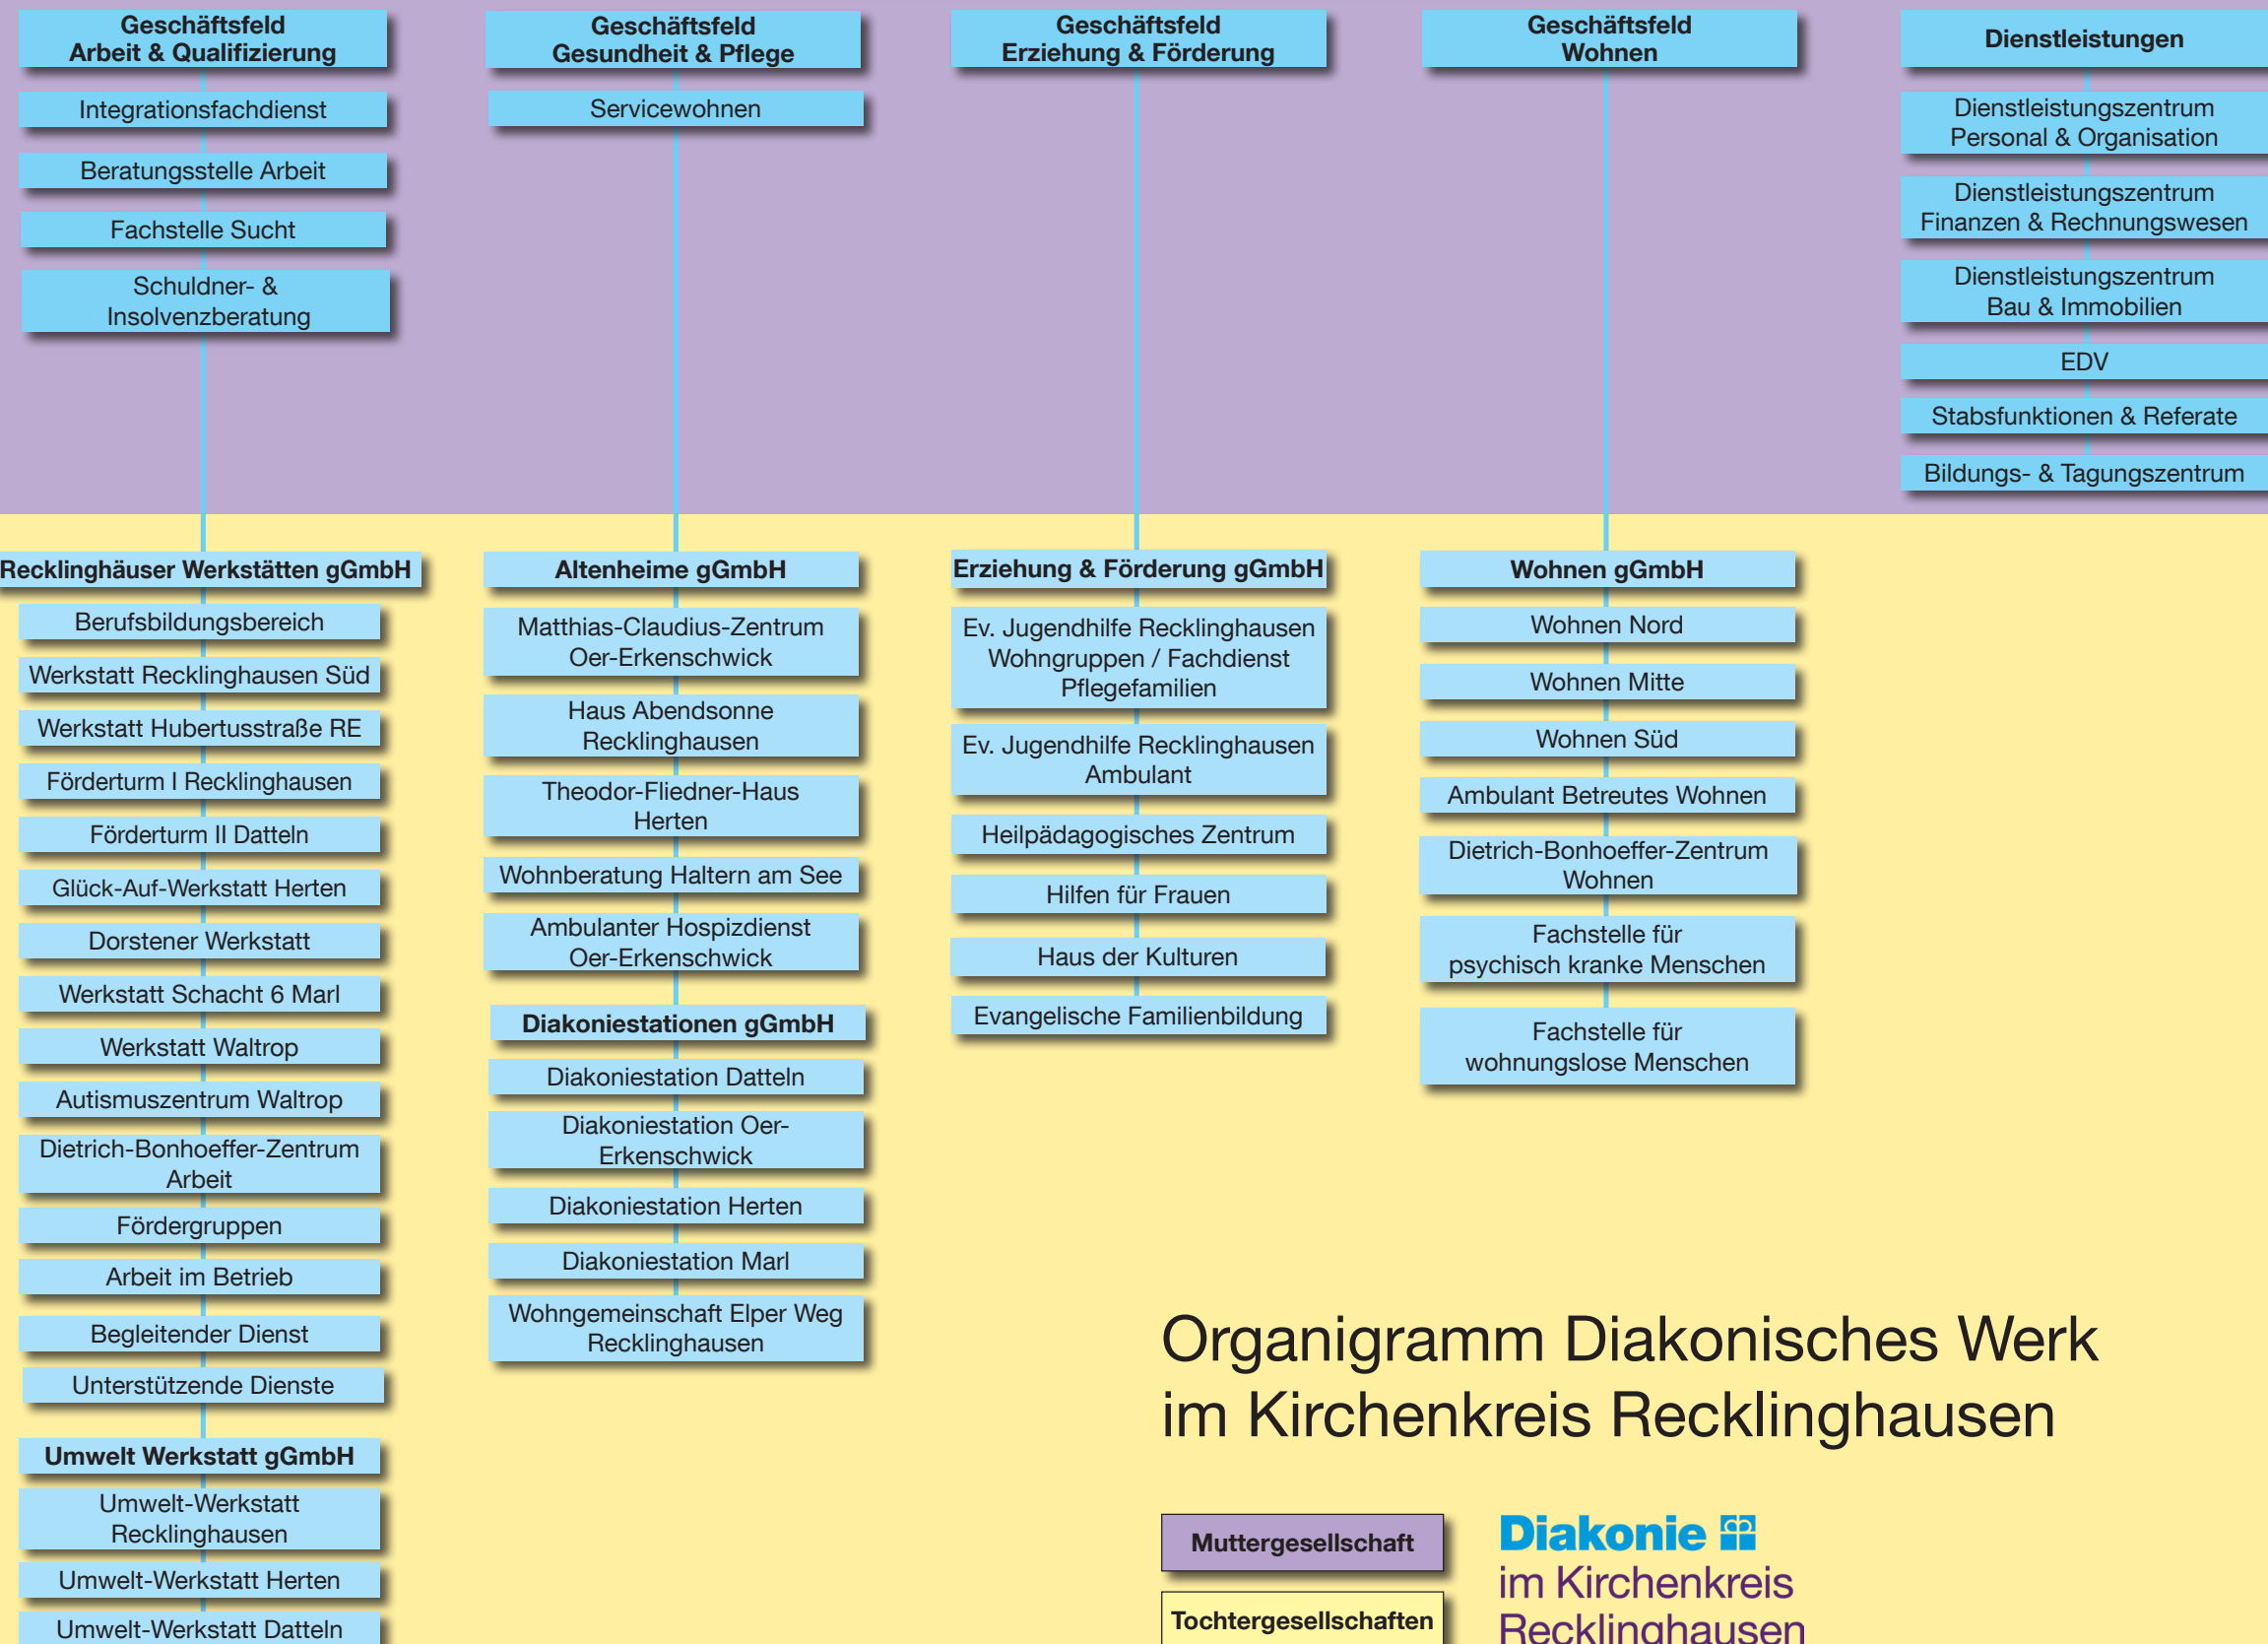 Geschäftsfeld
Arbeit & Qualifizierung
Integrationsfachdienst
Beratungsstelle Arbeit
Fachstelle Sucht
Schuldner- &
Insolvenzberatung
Geschäftsfeld
Gesundheit & Pflege
Servicewohnen
Geschäftsfeld
Erziehung & Förderung
Geschäftsfeld
Wohnen
Dienstleistungen
Dienstleistungszentrum
Personal & Organisation
Dienstleistungszentrum
Finanzen & Rechnungswesen
Dienstleistungszentrum
Bau & Immobilien
EDV
Stabsfunktionen & Referate
Bildungs- & Tagungszentrum
Recklinghäuser Werkstätten gGmbH
Berufsbildungsbereich
Werkstatt Recklinghausen Süd
Werkstatt Hubertusstraße RE
Förderturm I Recklinghausen
Förderturm II Datteln
Glück-Auf-Werkstatt Herten
Dorstener Werkstatt
Werkstatt Schacht 6 Marl
Werkstatt Waltrop
Autismuszentrum Waltrop
Dietrich-Bonhoeffer-Zentrum
Arbeit
Fördergruppen
Arbeit im Betrieb
Begleitender Dienst
Unterstützende Dienste
Umwelt Werkstatt gGmbH
Umwelt-Werkstatt
Recklinghausen
Umwelt-Werkstatt Herten
Umwelt-Werkstatt Datteln
Altenheime gGmbH
Matthias-Claudius-Zentrum
Oer-Erkenschwick
Haus Abendsonne
Recklinghausen
Theodor-Fliedner-Haus
Herten
Wohnberatung Haltern am See
Ambulanter Hospizdienst
Oer-Erkenschwick
Diakoniestationen gGmbH
Diakoniestation Datteln
Diakoniestation Oer-
Erkenschwick
Diakoniestation Herten
Diakoniestation Marl
Wohngemeinschaft Elper Weg
Recklinghausen
Erziehung & Förderung gGmbH
Ev. Jugendhilfe Recklinghausen
Wohngruppen / Fachdienst
Pflegefamilien
Ev. Jugendhilfe Recklinghausen
Ambulant
Heilpädagogisches Zentrum
Hilfen für Frauen
Haus der Kulturen
Evangelische Familienbildung
Wohnen gGmbH
Wohnen Nord
Wohnen Mitte
Wohnen Süd
Ambulant Betreutes Wohnen
Dietrich-Bonhoeffer-Zentrum
Wohnen
Fachstelle für
psychisch kranke Menschen
Fachstelle für
wohnungslose Menschen
Organigramm Diakonisches Werk
im Kirchenkreis Recklinghausen
Muttergesellschaft
Tochtergesellschaften
Diakonie
im Kirchenkreis
Recklinghausen